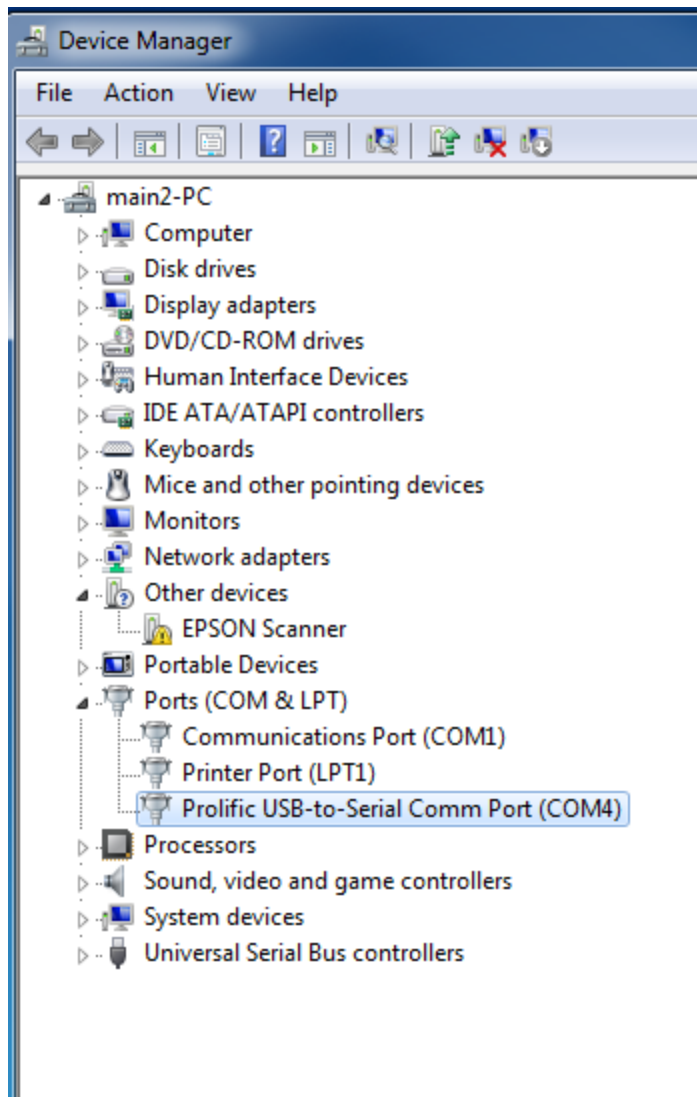 Device Manager
File Action View Help
main2-PC
Computer
Disk drives
Display adapters
DVD/CD-ROM drives
Human Interface Devices
IDE ATA/ATAPI controllers
Keyboards
Mice and other pointing devices
Monitors
Network adapters
Other devices
EPSON Scanner
Portable Devices
Ports (COM & LPT)
Communications Port (COM1)
Printer Port (LPT1)
Prolific USB-to-Serial Comm Port (COM4)
Processors
Sound, video and game controllers
System devices
Universal Serial Bus controllers